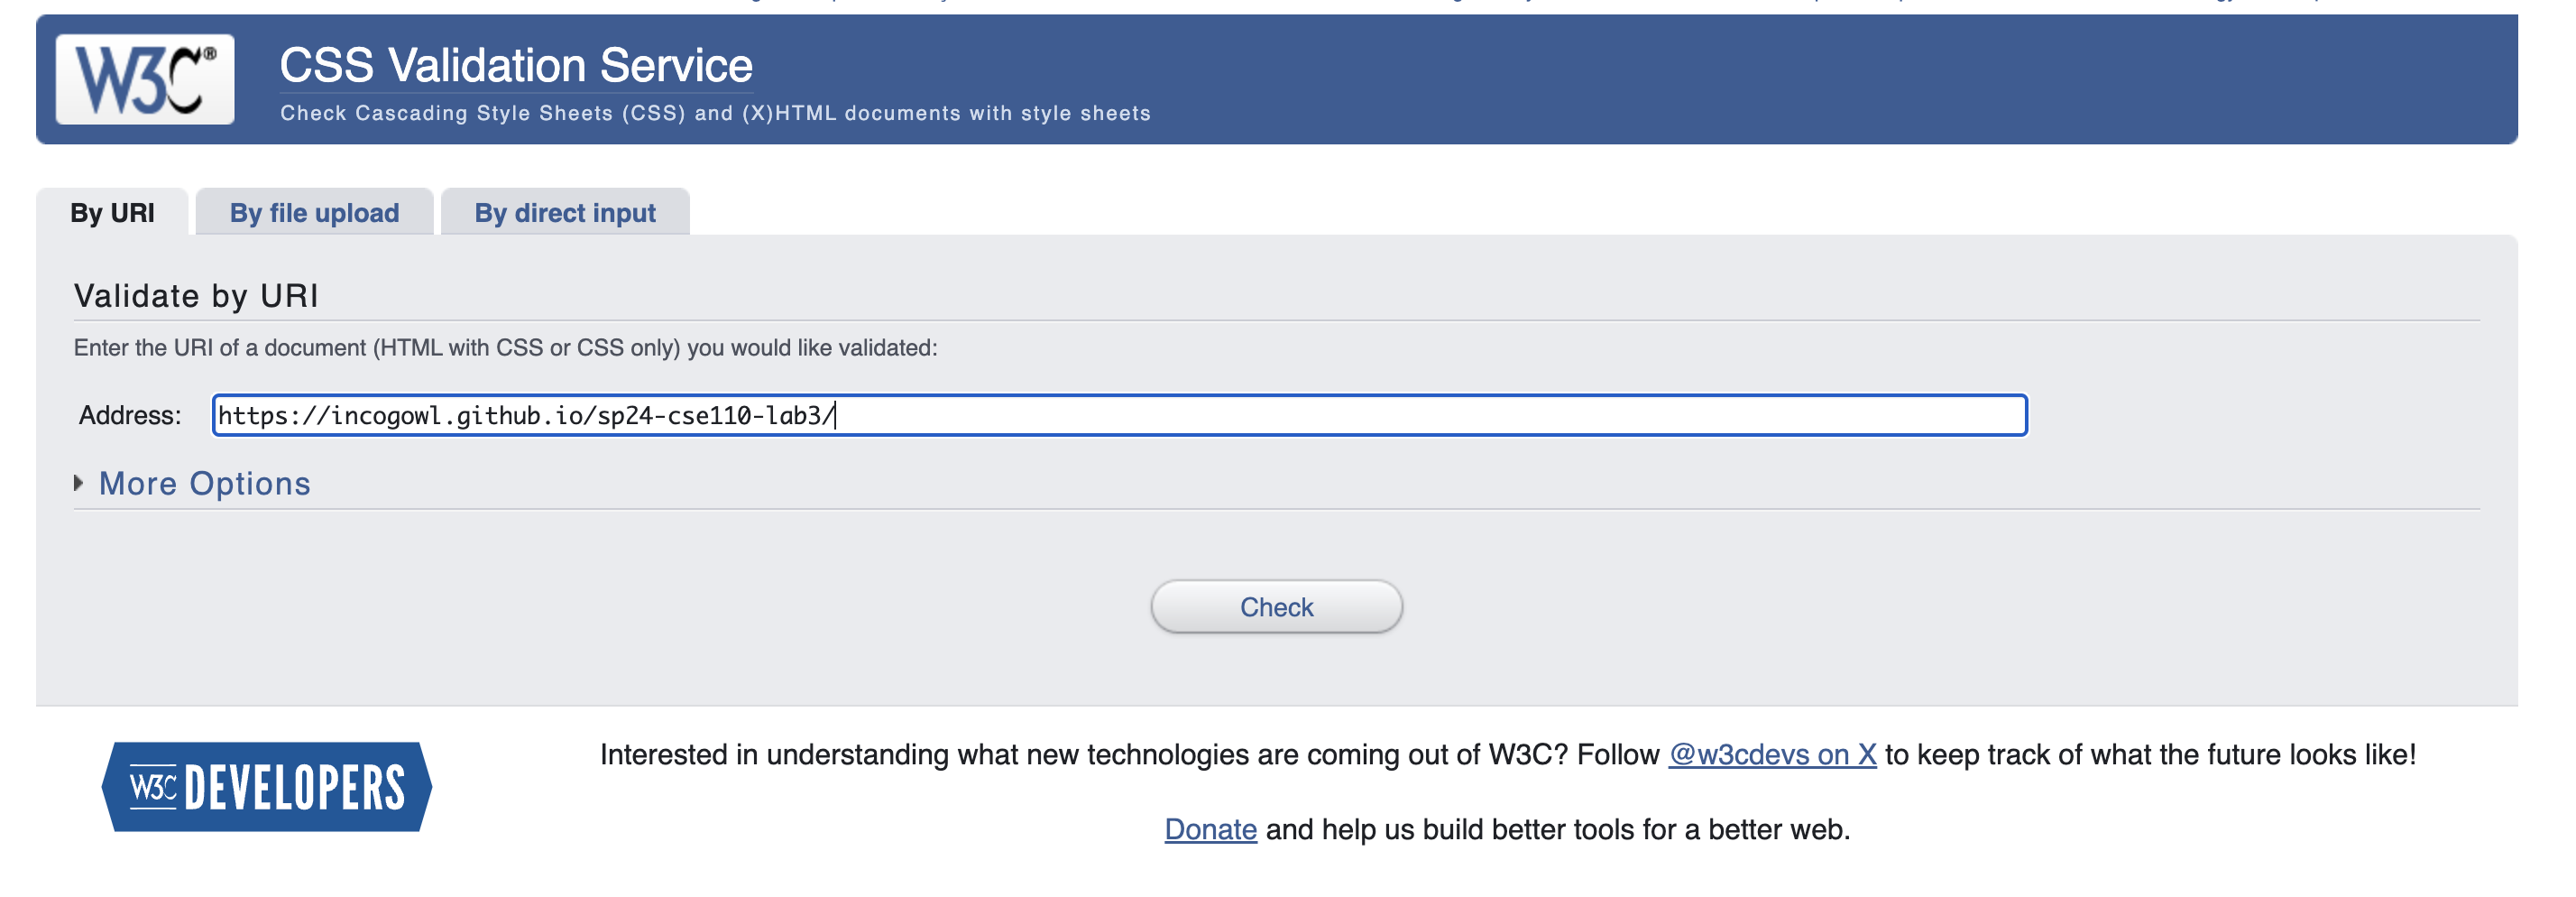 W3C®
CSS Validation Service
Check Cascading Style Sheets (CSS) and (X)HTML documents with style sheets
By URI By file upload By direct input
Validate by URI
Enter the URI of a document (HTML with CSS or CSS only) you would like validated:
Address: https://incogowl.github.io/sp24-cse110-lab3/
More Options
Check
W3C DEVELOPERS
Interested in understanding what new technologies are coming out of W3C? Follow @w3cdevs on X to keep track of what the future looks like!
Donate and help us build better tools for a better web.